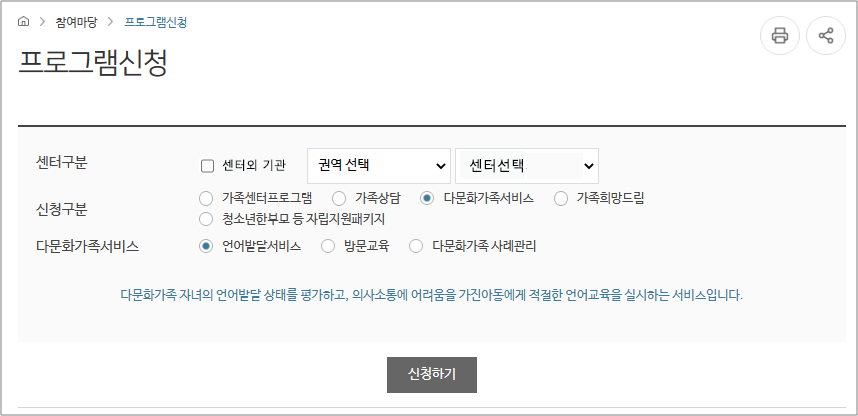 참여마당 프로그램신청
프로그램신청
센터구분 센터외 기관 권역 선택 센터선택
신청구분 가족센터프로그램 가족상담 다문화가족서비스 가족희망드림
청소년한부모 등 자립지원패키지
다문화가족서비스 언어발달서비스 방문교육 다문화가족 사례관리
다문화가족 자녀의 언어발달 상태를 평가하고, 의사소통에 어려움을 가진아동에게 적절한 언어교육을 실시하는 서비스입니다.
신청하기